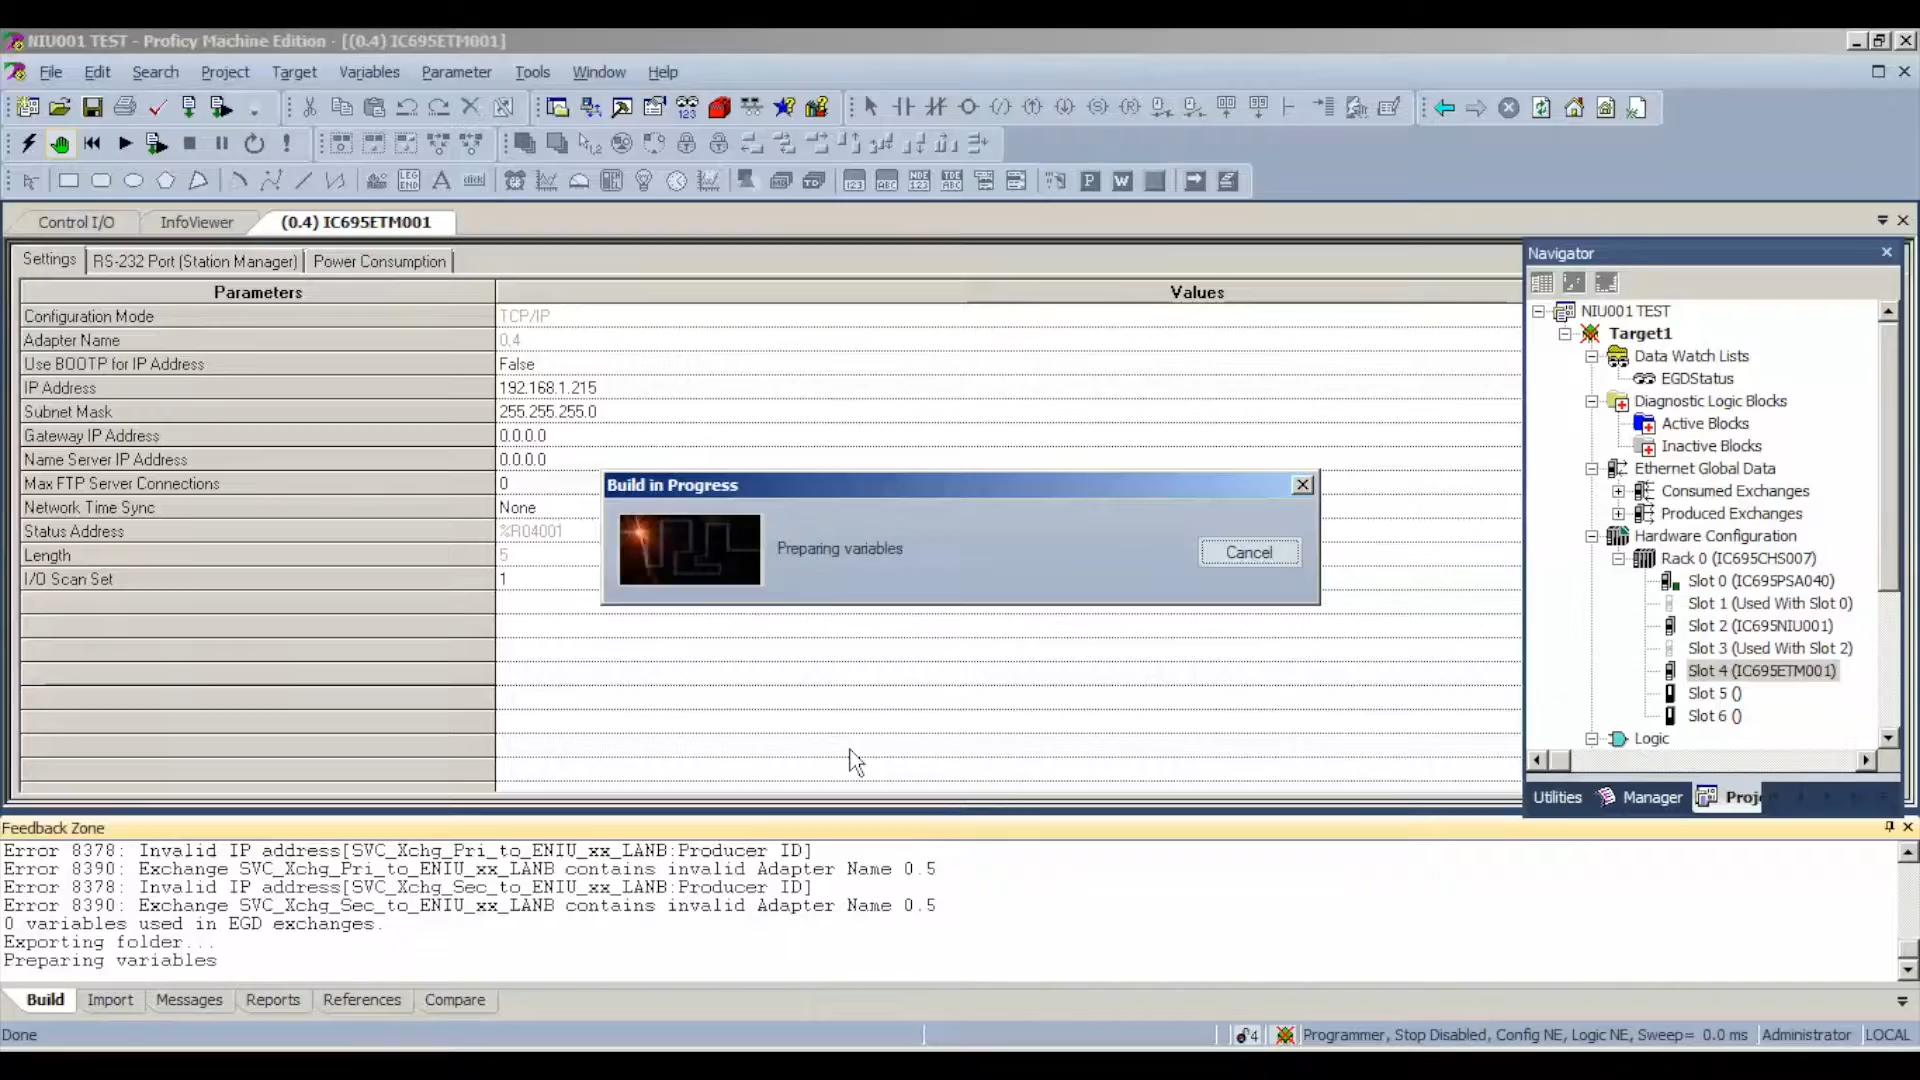 NIU001 TEST - Proficy Machine Edition - [(0.4) IC695ETM001]
File Edit Search Project Target Variables Parameter Tools Window Help
Control I/O InfoViewer (0.4) IC695ETM001
Settings RS-232 Port (Station Manager) Power Consumption
Parameters Values
Configuration Mode TCP/IP
Adapter Name 0.4
Use BOOTP for IP Address False
IP Address 192.168.1.215
Subnet Mask 255.255.255.0
Gateway IP Address 0.0.0.0
Name Server IP Address 0.0.0.0
Max FTP Server Connections 0
Network Time Sync None
Status Address %R04001
Length 5
I/O Scan Set 1
Build in Progress
Preparing variables
Cancel
Navigator
NIU001 TEST
Target1
Data Watch Lists
EGDStatus
Diagnostic Logic Blocks
Active Blocks
Inactive Blocks
Ethernet Global Data
Consumed Exchanges
Produced Exchanges
Hardware Configuration
Rack 0 (IC695CHS007)
Slot 0 (IC695PSA040)
Slot 1 (Used With Slot 0)
Slot 2 (IC695NIU001)
Slot 3 (Used With Slot 2)
Slot 4 (IC695ETM001)
Slot 5 ()
Slot 6 ()
Logic
Utilities Manager Proj
Feedback Zone
Error 8378: Invalid IP address[SVC_Xchg_Pri_to_ENIU_xx_LANB:Producer ID]
Error 8390: Exchange SVC_Xchg_Pri_to_ENIU_xx_LANB contains invalid Adapter Name 0.5
Error 8378: Invalid IP address[SVC_Xchg_Sec_to_ENIU_xx_LANB:Producer ID]
Error 8390: Exchange SVC_Xchg_Sec_to_ENIU_xx_LANB contains invalid Adapter Name 0.5
0 variables used in EGD exchanges.
Exporting folder...
Preparing variables
Build Import Messages Reports References Compare
Done 4 Programmer, Stop Disabled, Config NE, Logic NE, Sweep= 0.0 ms Administrator LOCAL